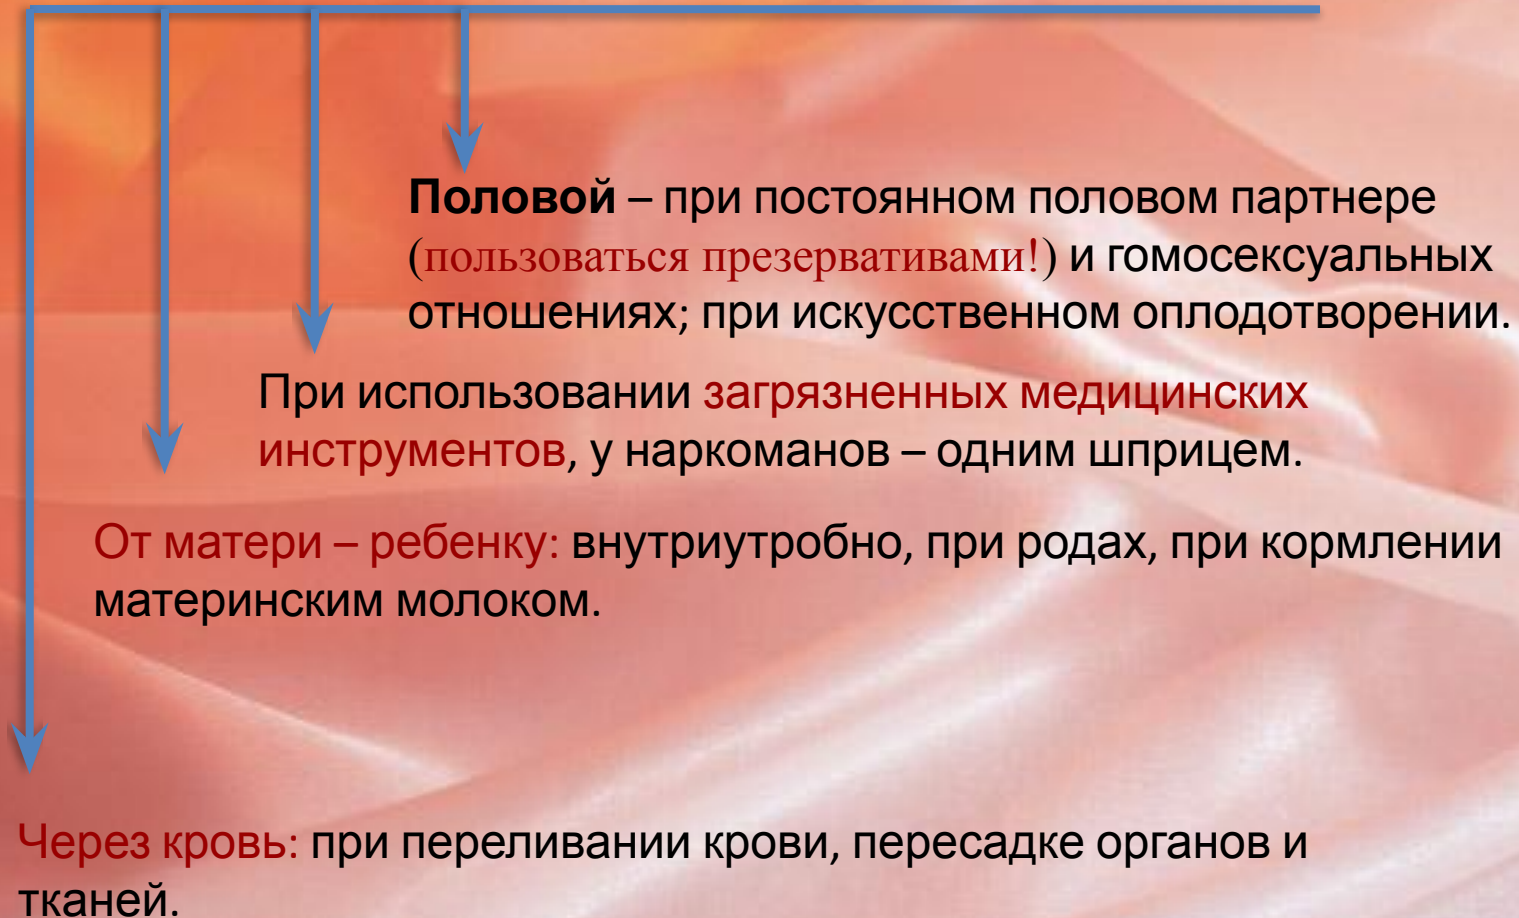 Половой – при постоянном половом партнере
(пользоваться презервативами!) и гомосексуальных
отношениях; при искусственном оплодотворении.
При использовании загрязненных медицинских
инструментов, у наркоманов – одним шприцем.
От матери – ребенку: внутриутробно, при родах, при кормлении
материнским молоком.
Через кровь: при переливании крови, пересадке органов и
тканей.